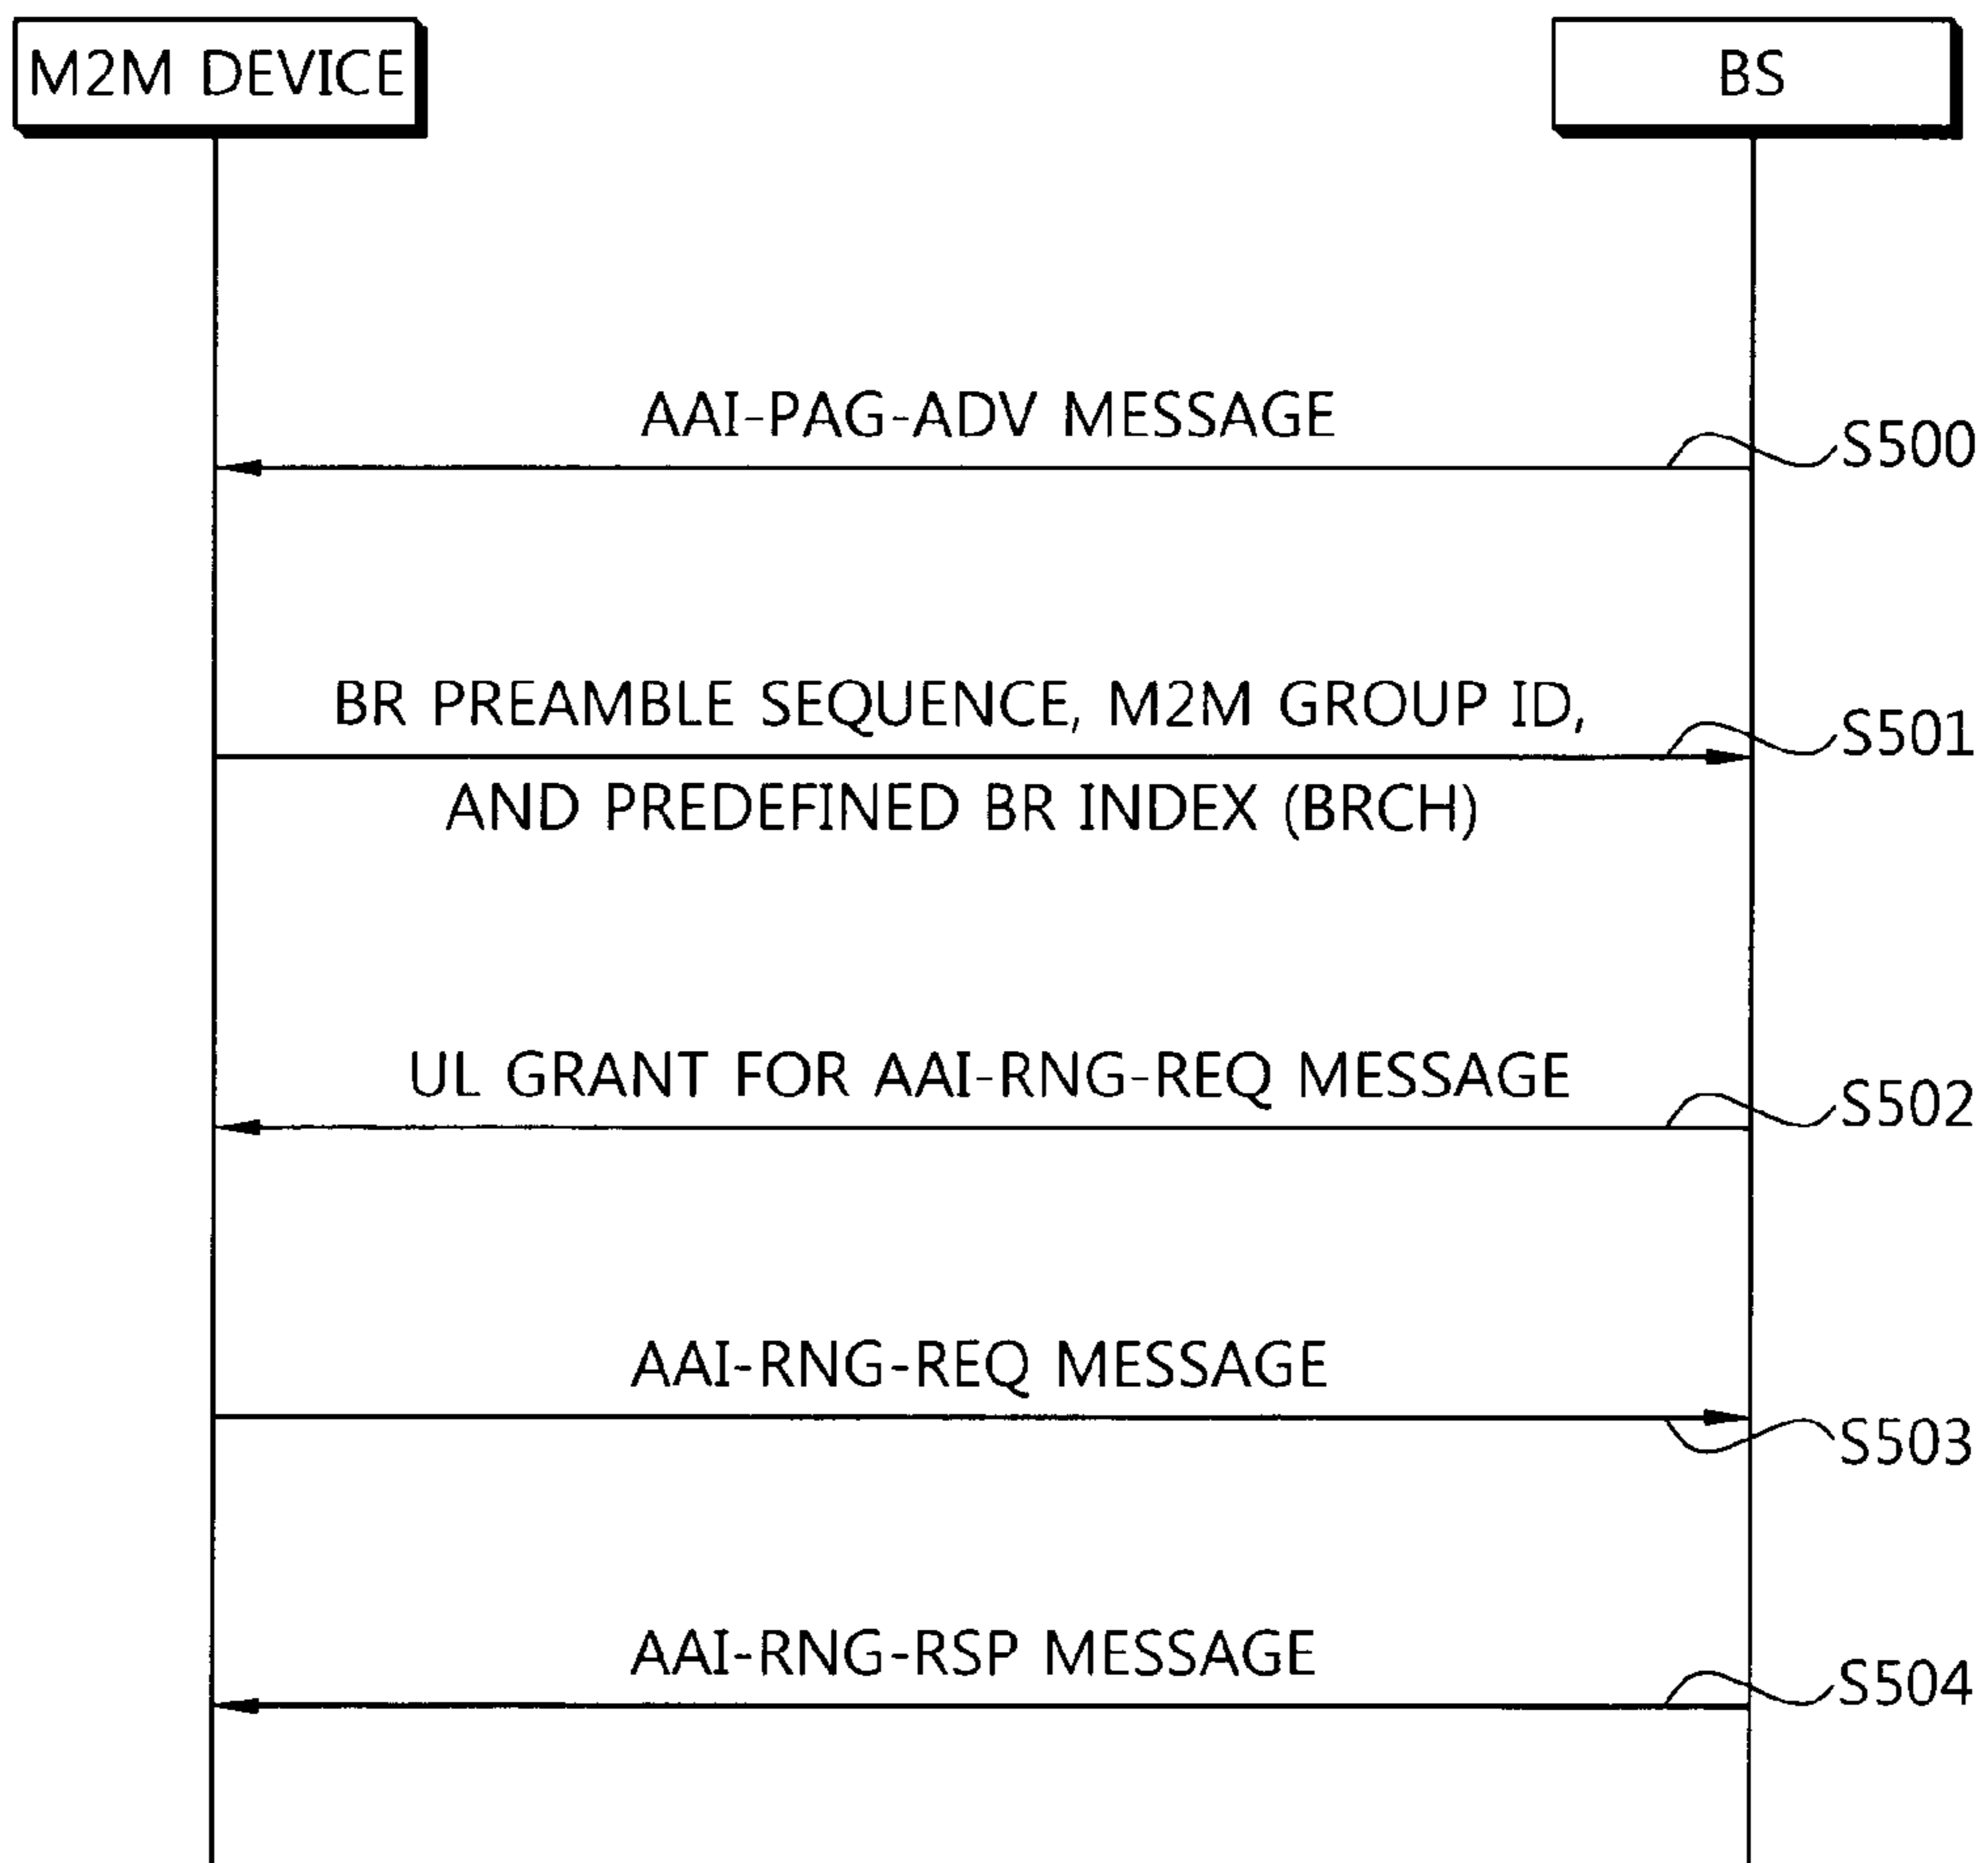 M2M DEVICE
BS
AAI-PAG-ADV MESSAGE
S500
BR PREAMBLE SEQUENCE, M2M GROUP ID,
S501
AND PREDEFINED BR INDEX (BRCH)
UL GRANT FOR AAI-RNG-REQ MESSAGE
S502
AAI-RNG-REQ MESSAGE
S503
AAI-RNG-RSP MESSAGE
S504